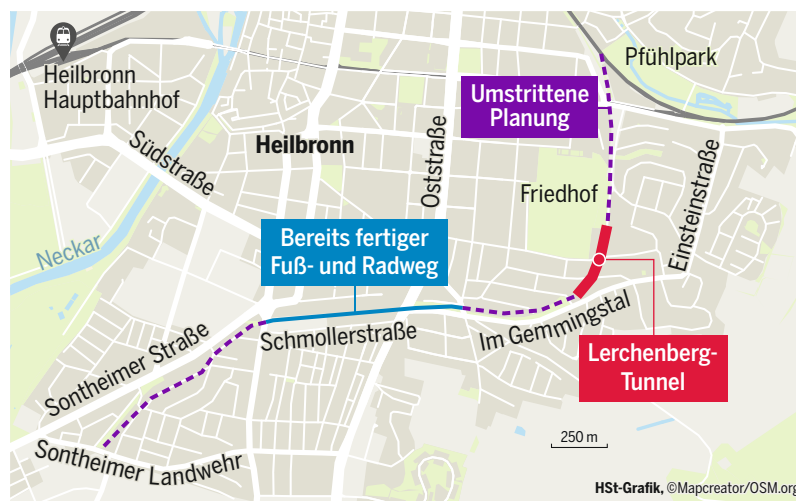 Pfühlpark
Heilbronn
Hauptbahnhof
Umstrittene
Planung
Südstraße
Heilbronn
Oststraße
Friedhof
Einsteinstraße
Neckar
Bereits fertiger
Fuß- und Radweg
Sontheimer Straße
Schmollerstraße
Im Gemmingstal
Lerchenberg-
Tunnel
Sontheimer Landwehr
250 m
HSt-Grafik, ©Mapcreator/OSM.org